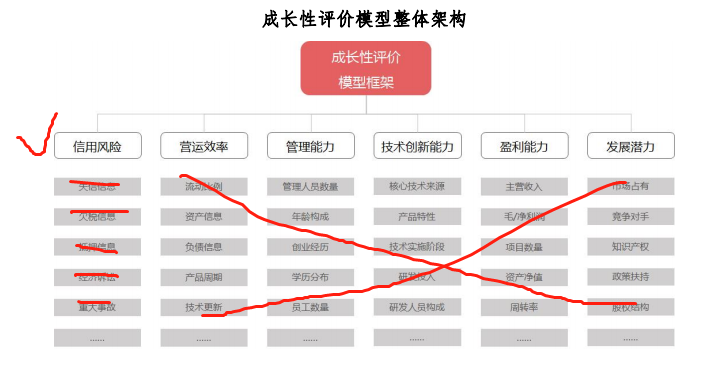 成长性评价模型整体架构
成长性评价
模型框架
信用风险 营运效率 管理能力 技术创新能力 盈利能力 发展潜力
失信信息 流动比例 管理人员数量 核心技术来源 主营收入 市场占有
欠税信息 资产信息 年龄构成 产品特性 毛/净利润 竞争对手
抵押信息 负债信息 创业经历 技术实施阶段 项目数量 知识产权
经济诉讼 产品周期 学历分布 研发投入 资产净值 政策扶持
重大事故 技术更新 员工数量 研发人员构成 周转率 股权结构
...... ...... ...... ...... ...... ......